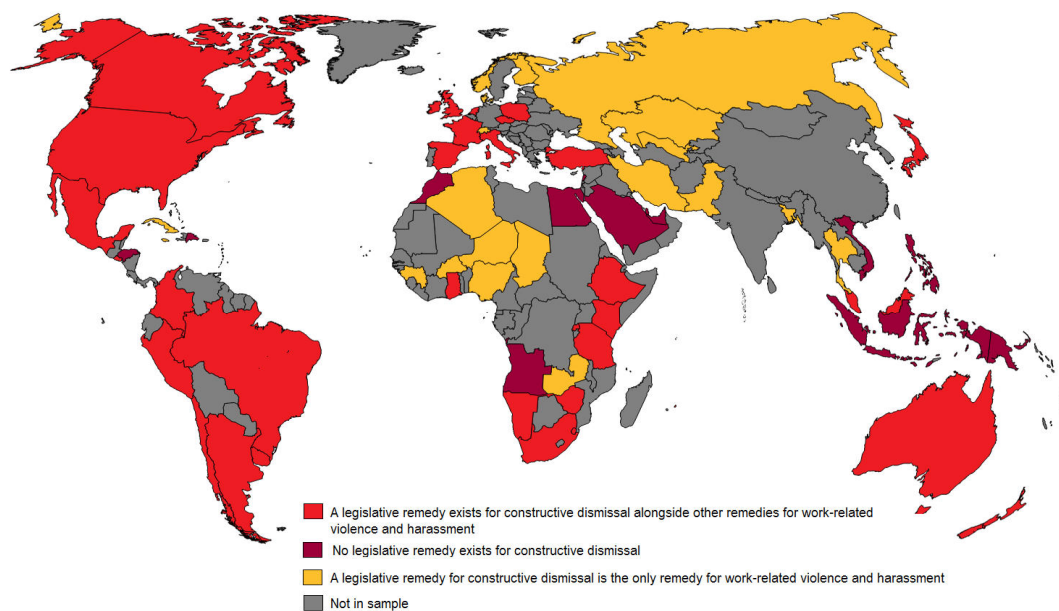 A legislative remedy exists for constructive dismissal alongside other remedies for work-related
violence and harassment
No legislative remedy exists for constructive dismissal
A legislative remedy for constructive dismissal is the only remedy for work-related violence and harassment
Not in sample